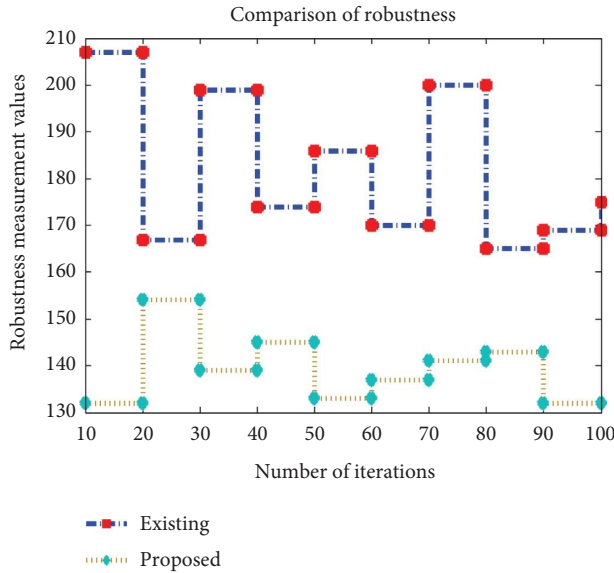 Comparison of robustness
210
200
190
180
170
160
150
140
130
Robustness measurement values
10 20 30 40 50 60 70 80 90 100
Number of iterations
Existing
Proposed